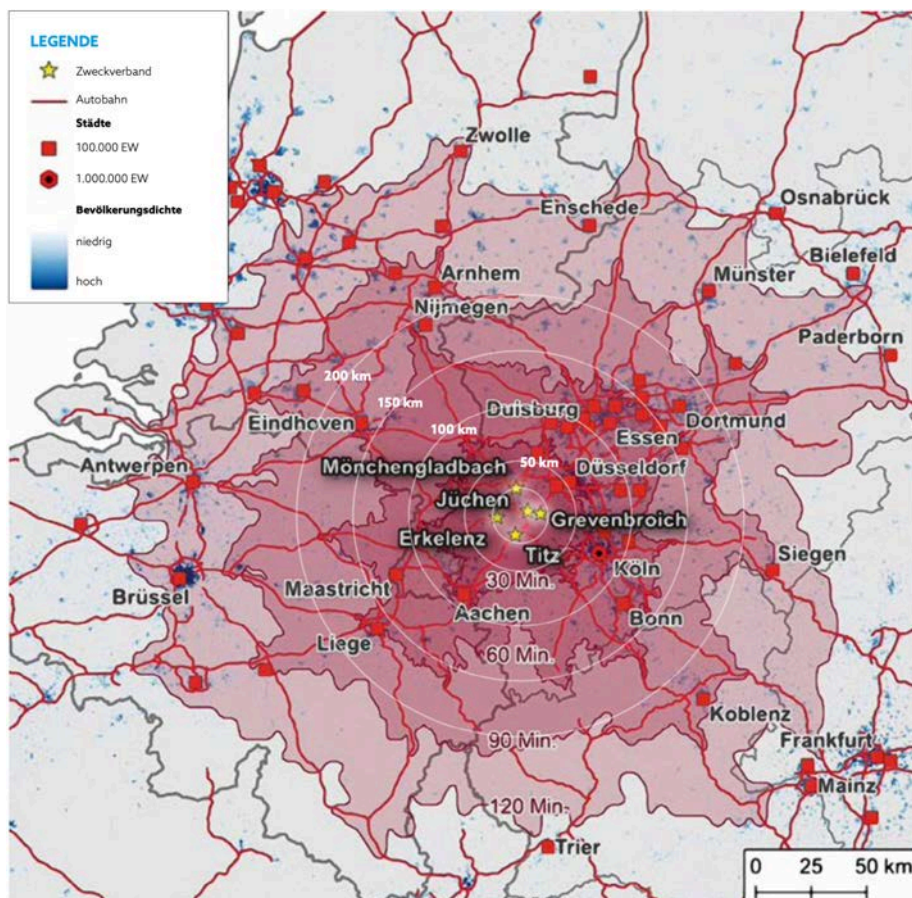 LEGENDE
Zweckverband
Autobahn
Städte
100.000 EW
1.000.000 EW
Bevölkerungsdichte
niedrig
hoch
Zwolle
Osnabrück
Enschede
Bielefeld
Arnhem
Münster
Nijmegen
Paderborn
200 km
150 km
Duisburg
Eindhoven
100 km
Dortmund
Essen
Antwerpen
Mönchengladbach
50 km
Düsseldorf
Jüchen
Grevenbroich
Erkelenz
Titz
Siegen
Köln
Brüssel
Maastricht
30 Min.
Aachen
Bonn
Liege
60 Min.
Koblenz
90 Min.
Frankfurt
Mainz
120 Min.
Trier
0 25 50 km